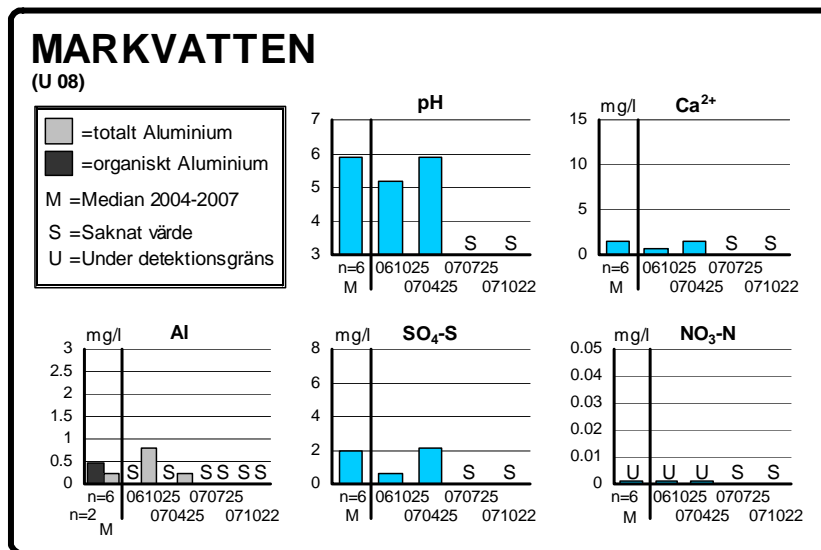 MARKVATTEN
(U 08)
=totalt Aluminium
=organiskt Aluminium
M =Median 2004-2007
S =Saknat värde
U =Under detektionsgräns
pH
7
6
5
4
3
S S
n=6 061025 070725
M 070425 071022
mg/l Ca²⁺
15
10
5
0
S S
n=6 061025 070725
M 070425 071022
mg/l Al
3
2.5
2
1.5
1
0.5
0
S S S S S S
n=6 061025 070725
n=2 070425 071022
M
mg/l SO₄-S
8
6
4
2
0
S S
n=6 061025 070725
M 070425 071022
mg/l NO₃-N
0.05
0.04
0.03
0.02
0.01
0
U U U S S
n=6 061025 070725
M 070425 071022